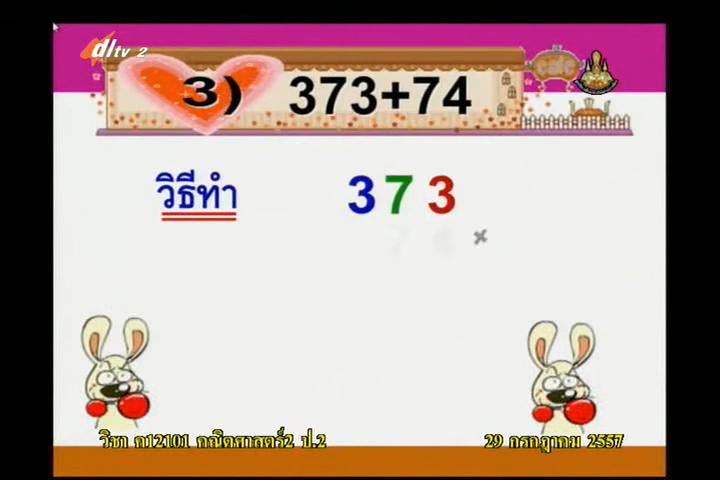 dltv 2
3) 373+74
วิธีทำ 3 7 3
7 4
วิชา ค12101 คณิตศาสตร์2 ป.2
29 กรกฎาคม 2557